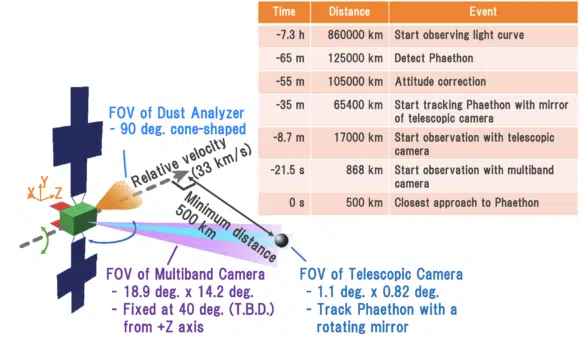 Time Distance Event
-7.3 h 860000 km Start observing light curve
-65 m 125000 km Detect Phaethon
-55 m 105000 km Attitude correction
-35 m 65400 km Start tracking Phaethon with mirror
of telescopic camera
-8.7 m 17000 km Start observation with telescopic
camera
-21.5 s 868 km Start observation with multiband
camera
0 s 500 km Closest approach to Phaethon
FOV of Dust Analyzer
- 90 deg. cone-shaped
Relative velocity
(33 km/s)
X Y Z
Minimum distance
500 km
FOV of Multiband Camera
- 18.9 deg. x 14.2 deg.
- Fixed at 40 deg. (T.B.D.)
from +Z axis
FOV of Telescopic Camera
- 1.1 deg. x 0.82 deg.
- Track Phaethon with a
rotating mirror